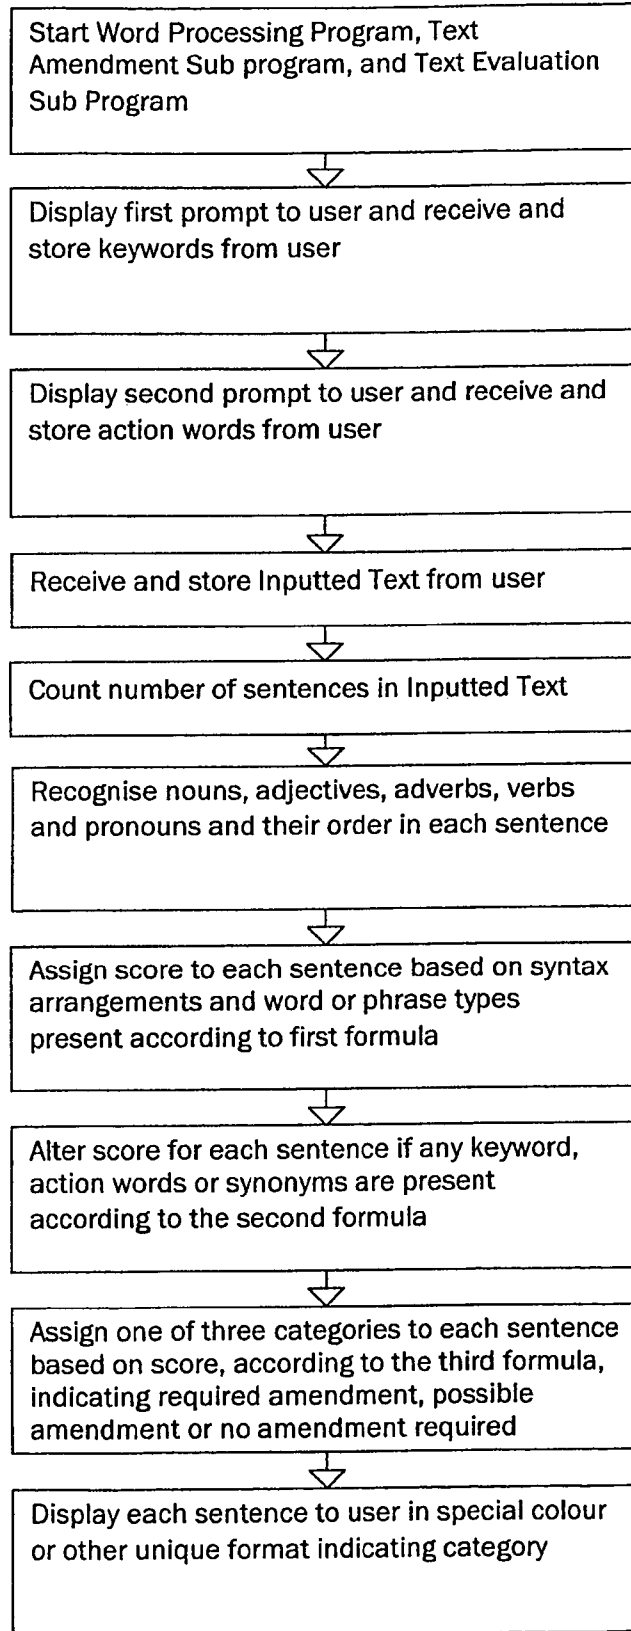 Start Word Processing Program, Text
Amendment Sub program, and Text Evaluation
Sub Program
Display first prompt to user and receive and
store keywords from user
Display second prompt to user and receive and
store action words from user
Receive and store Inputted Text from user
Count number of sentences in Inputted Text
Recognise nouns, adjectives, adverbs, verbs
and pronouns and their order in each sentence
Assign score to each sentence based on syntax
arrangements and word or phrase types
present according to first formula
Alter score for each sentence if any keyword,
action words or synonyms are present
according to the second formula
Assign one of three categories to each sentence
based on score, according to the third formula,
indicating required amendment, possible
amendment or no amendment required
Display each sentence to user in special colour
or other unique format indicating category